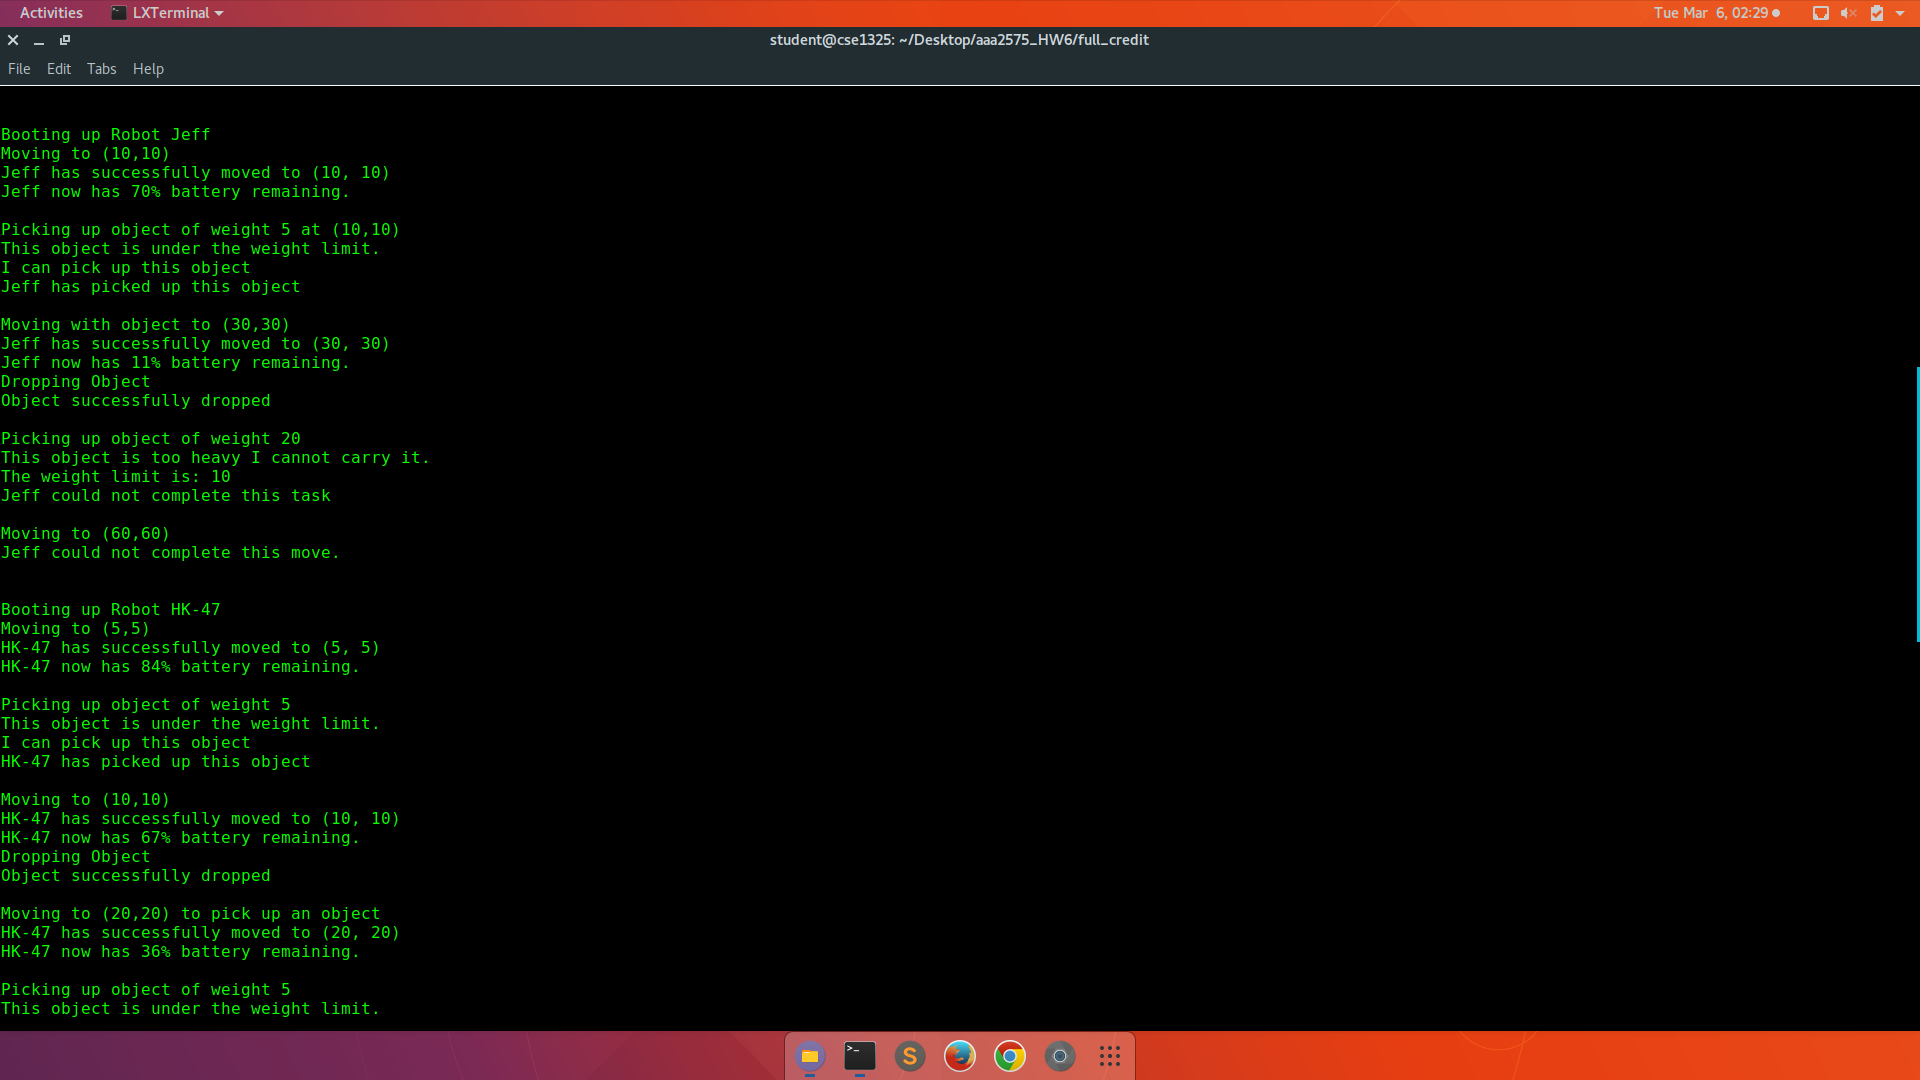 Activities LXTerminal Tue Mar 6, 02:29
student@cse1325: ~/Desktop/aaa2575_HW6/full_credit
File Edit Tabs Help
Booting up Robot Jeff
Moving to (10,10)
Jeff has successfully moved to (10, 10)
Jeff now has 70% battery remaining.
Picking up object of weight 5 at (10,10)
This object is under the weight limit.
I can pick up this object
Jeff has picked up this object
Moving with object to (30,30)
Jeff has successfully moved to (30, 30)
Jeff now has 11% battery remaining.
Dropping Object
Object successfully dropped
Picking up object of weight 20
This object is too heavy I cannot carry it.
The weight limit is: 10
Jeff could not complete this task
Moving to (60,60)
Jeff could not complete this move.
Booting up Robot HK-47
Moving to (5,5)
HK-47 has successfully moved to (5, 5)
HK-47 now has 84% battery remaining.
Picking up object of weight 5
This object is under the weight limit.
I can pick up this object
HK-47 has picked up this object
Moving to (10,10)
HK-47 has successfully moved to (10, 10)
HK-47 now has 67% battery remaining.
Dropping Object
Object successfully dropped
Moving to (20,20) to pick up an object
HK-47 has successfully moved to (20, 20)
HK-47 now has 36% battery remaining.
Picking up object of weight 5
This object is under the weight limit.